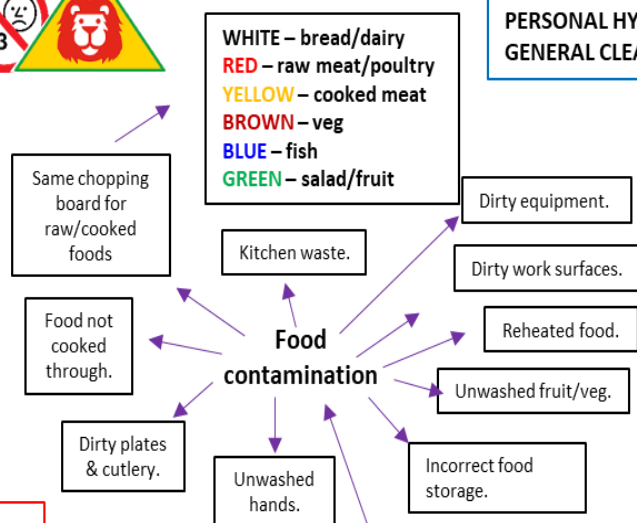 3
WHITE – bread/dairy
RED – raw meat/poultry
YELLOW – cooked meat
BROWN – veg
BLUE – fish
GREEN – salad/fruit
PERSONAL HY
GENERAL CLEA
Same chopping
board for
raw/cooked
foods
Kitchen waste.
Dirty equipment.
Dirty work surfaces.
Food not
cooked
through.
Food
contamination
Reheated food.
Unwashed fruit/veg.
Dirty plates
& cutlery.
Unwashed
hands.
Incorrect food
storage.